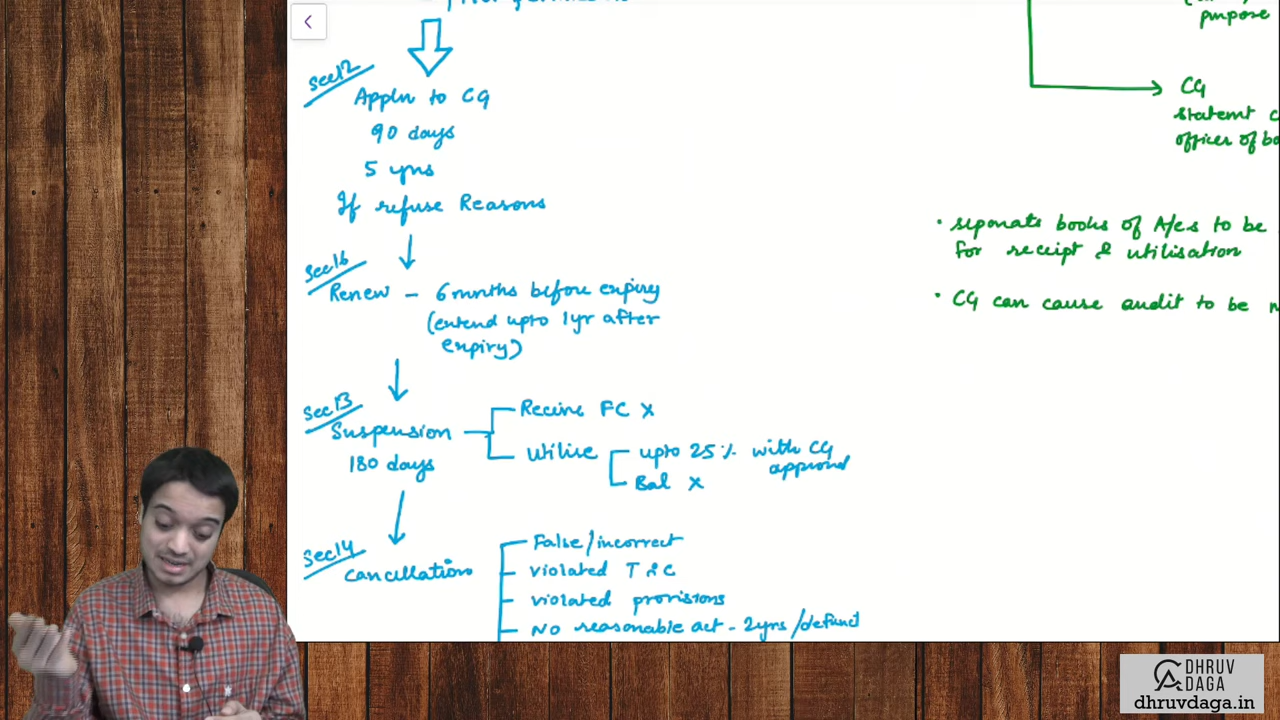 Sec12
Appln to CG
90 days
5 yrs
If refuse Reasons
Sec16
Renew - 6 months before expiry
(extend upto 1yr after
expiry)
Sec13
Suspension
180 days
Receive FC X
Utilise
upto 25% with CG
approval
Bal X
Sec14
Cancellation
False/incorrect
violated T & C
violated provisions
No reasonable act - 2yrs/defunct
purpose
CG
statemt
officer of
• seperate books of A/cs to be
for receipt & utilisation
• CG can cause audit to be
DHRUV
DAGA
dhruvdaga.in